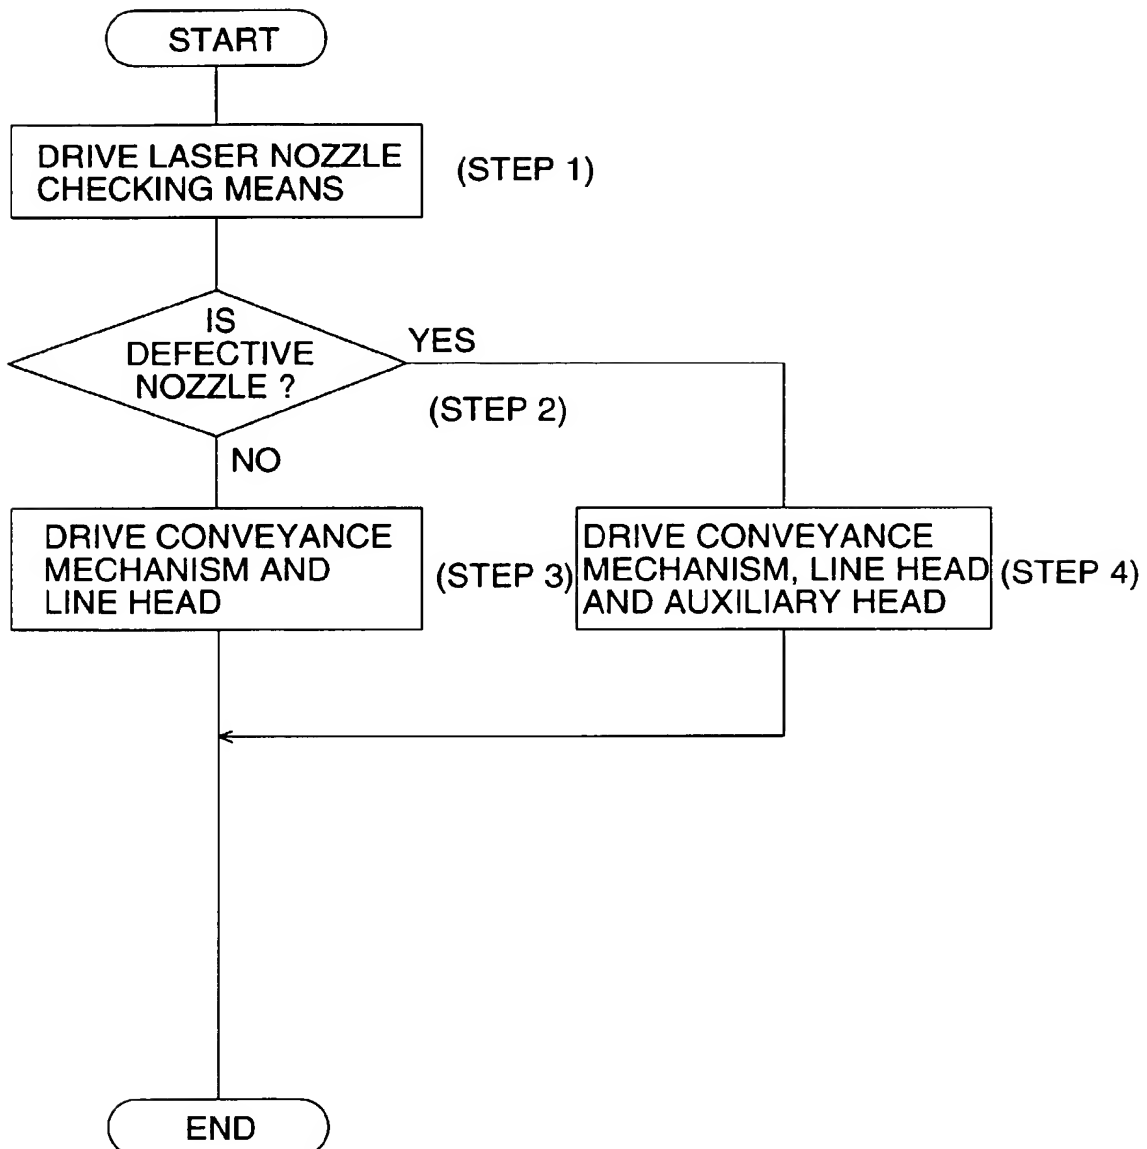 START
DRIVE LASER NOZZLE
CHECKING MEANS
(STEP 1)
IS
DEFECTIVE
NOZZLE ?
YES
(STEP 2)
NO
DRIVE CONVEYANCE
MECHANISM AND
LINE HEAD
(STEP 3)
DRIVE CONVEYANCE
MECHANISM, LINE HEAD
AND AUXILIARY HEAD
(STEP 4)
END